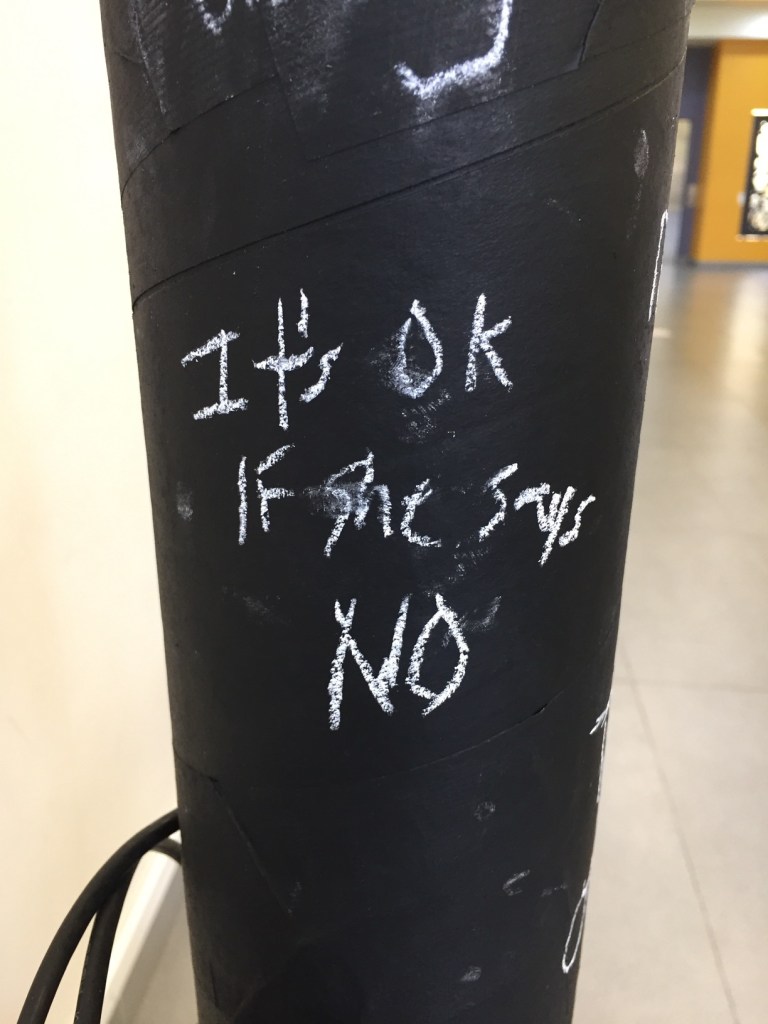 It's OK
IF she says
NO